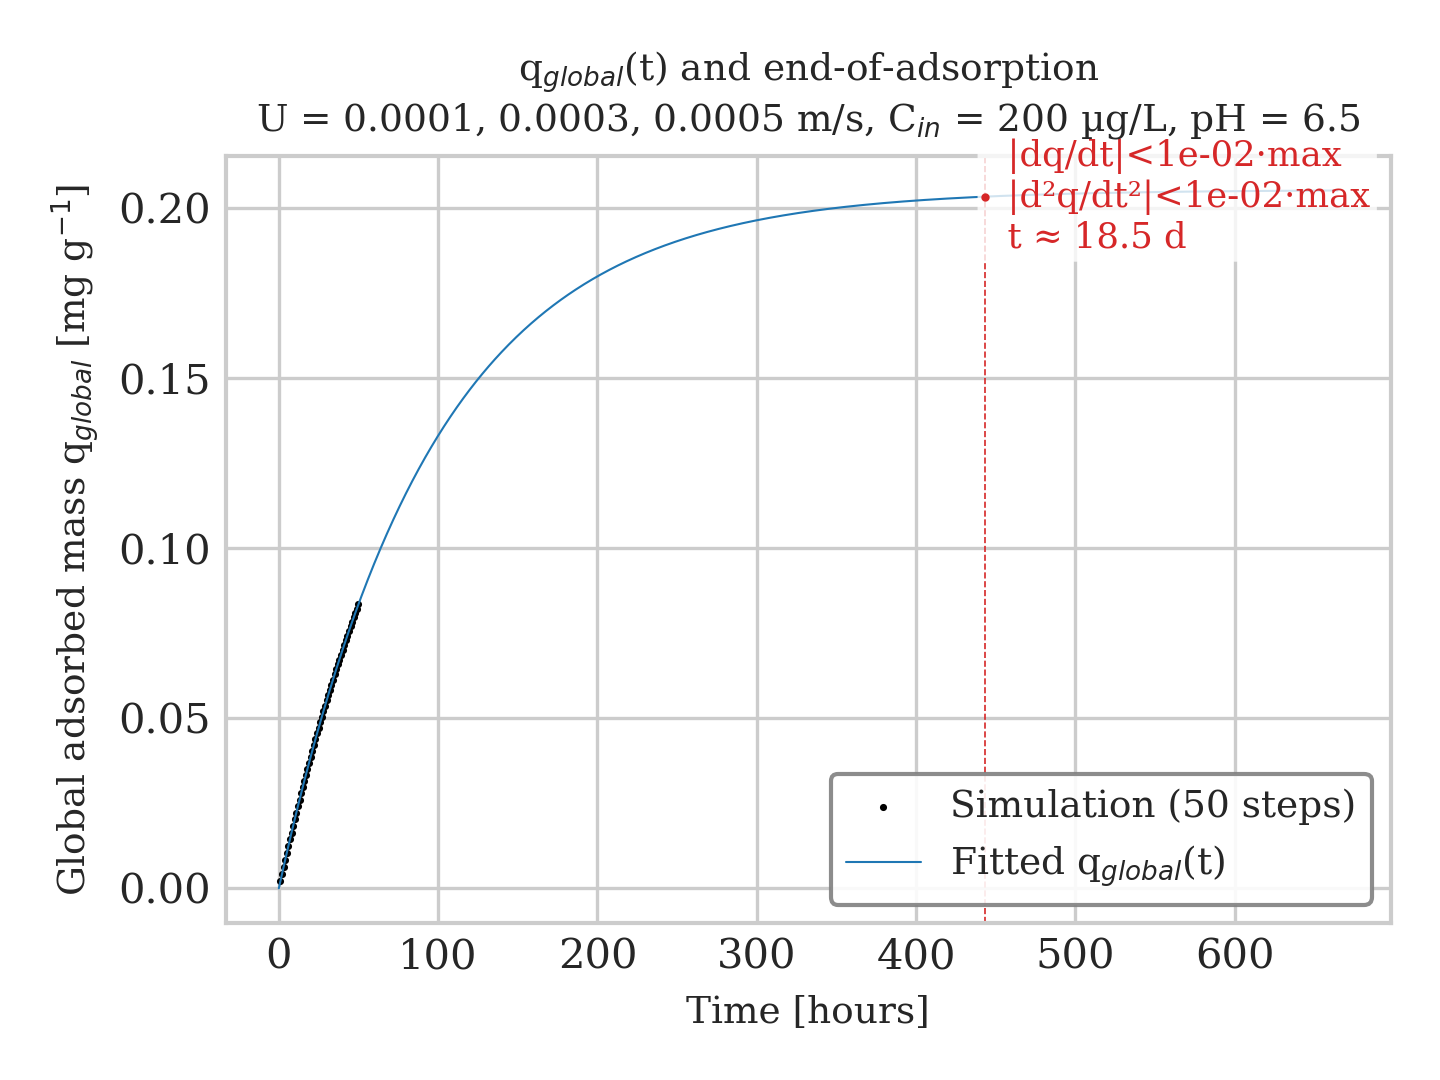 q_global(t) and end-of-adsorption
U = 0.0001, 0.0003, 0.0005 m/s, C_in = 200 µg/L, pH = 6.5
|dq/dt|<1e-02·max
|d²q/dt²|<1e-02·max
t ≈ 18.5 d
Global adsorbed mass q_global [mg g⁻¹]
0.20
0.15
0.10
0.05
0.00
Simulation (50 steps)
Fitted q_global(t)
0 100 200 300 400 500 600
Time [hours]